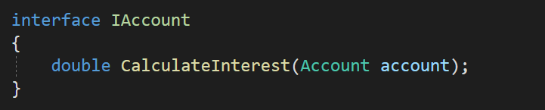 interface IAccount
{
    double CalculateInterest(Account account);
}